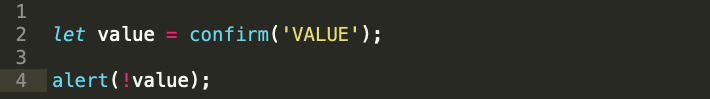 1
2 let value = confirm('VALUE');
3
4 alert(!value);